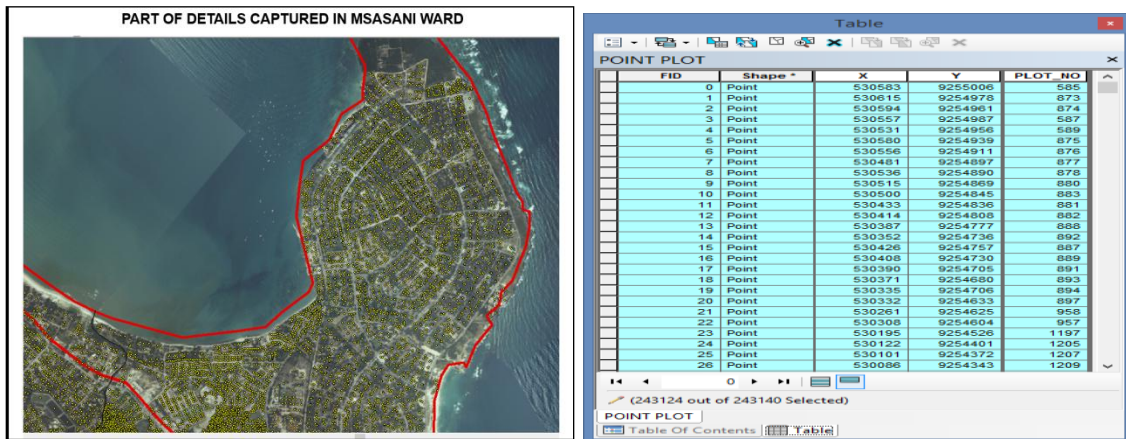 PART OF DETAILS CAPTURED IN MSASANI WARD
Table
POINT PLOT
FID Shape * X Y PLOT_NO
0 Point 530583 9255006 585
1 Point 530615 9254978 873
2 Point 530594 9254961 874
3 Point 530557 9254987 587
4 Point 530531 9254956 589
5 Point 530580 9254939 875
6 Point 530556 9254911 876
7 Point 530481 9254897 877
8 Point 530536 9254890 878
9 Point 530515 9254869 880
10 Point 530500 9254845 883
11 Point 530433 9254836 881
12 Point 530414 9254808 882
13 Point 530387 9254777 888
14 Point 530352 9254736 892
15 Point 530426 9254757 887
16 Point 530408 9254730 889
17 Point 530390 9254705 891
18 Point 530371 9254680 893
19 Point 530335 9254706 894
20 Point 530332 9254633 897
21 Point 530261 9254625 958
22 Point 530308 9254604 957
23 Point 530195 9254526 1197
24 Point 530122 9254401 1205
25 Point 530101 9254372 1207
26 Point 530086 9254343 1209
0
(243124 out of 243140 Selected)
POINT PLOT
Table Of Contents Table